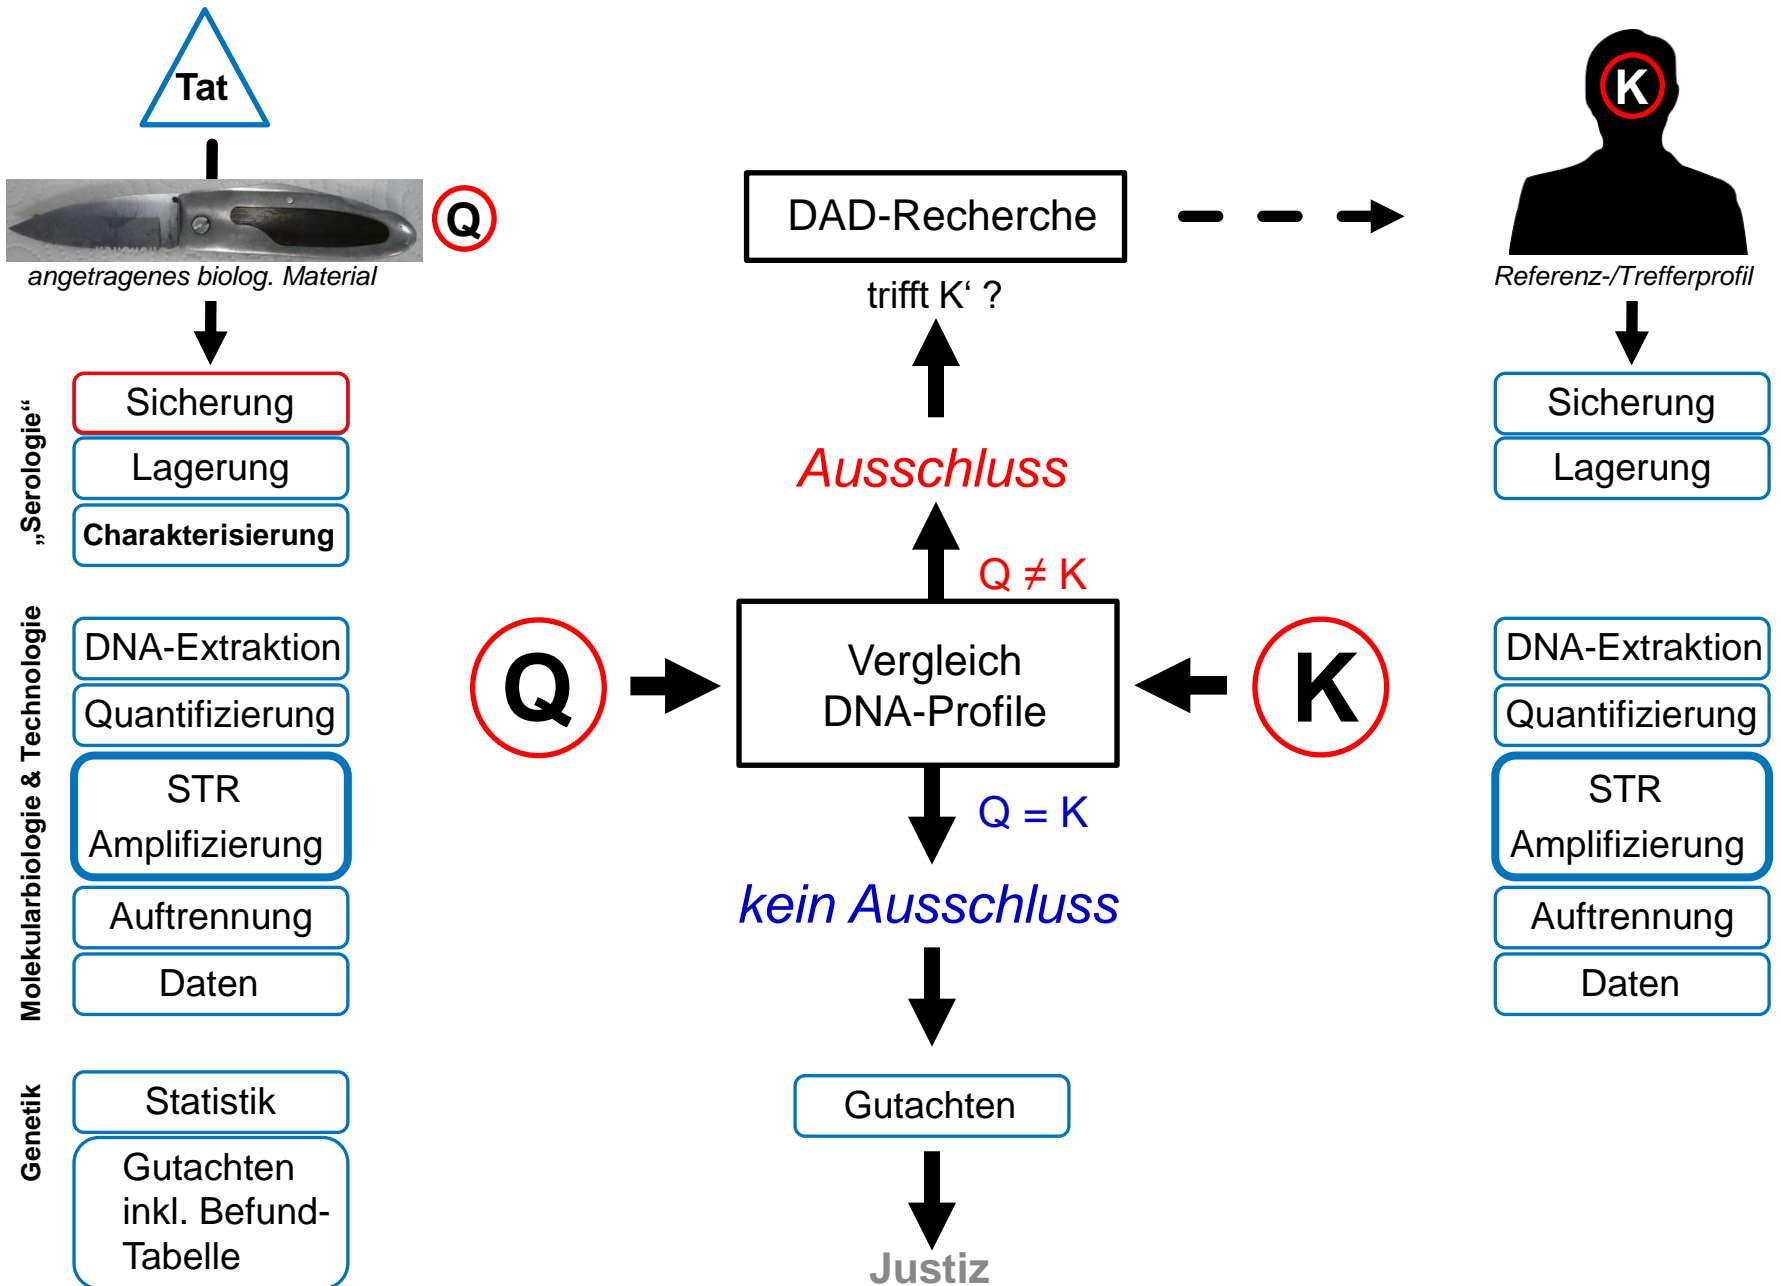 Tat
Q
angetragenes biolog. Material
„Serologie“
Sicherung
Lagerung
Charakterisierung
Molekularbiologie & Technologie
DNA-Extraktion
Quantifizierung
STR
Amplifizierung
Auftrennung
Daten
Genetik
Statistik
Gutachten
inkl. Befund-
Tabelle
DAD-Recherche
trifft K‘ ?
Ausschluss
Q ≠ K
Q
Vergleich
DNA-Profile
K
Q = K
kein Ausschluss
Gutachten
Justiz
K
Referenz-/Trefferprofil
Sicherung
Lagerung
DNA-Extraktion
Quantifizierung
STR
Amplifizierung
Auftrennung
Daten